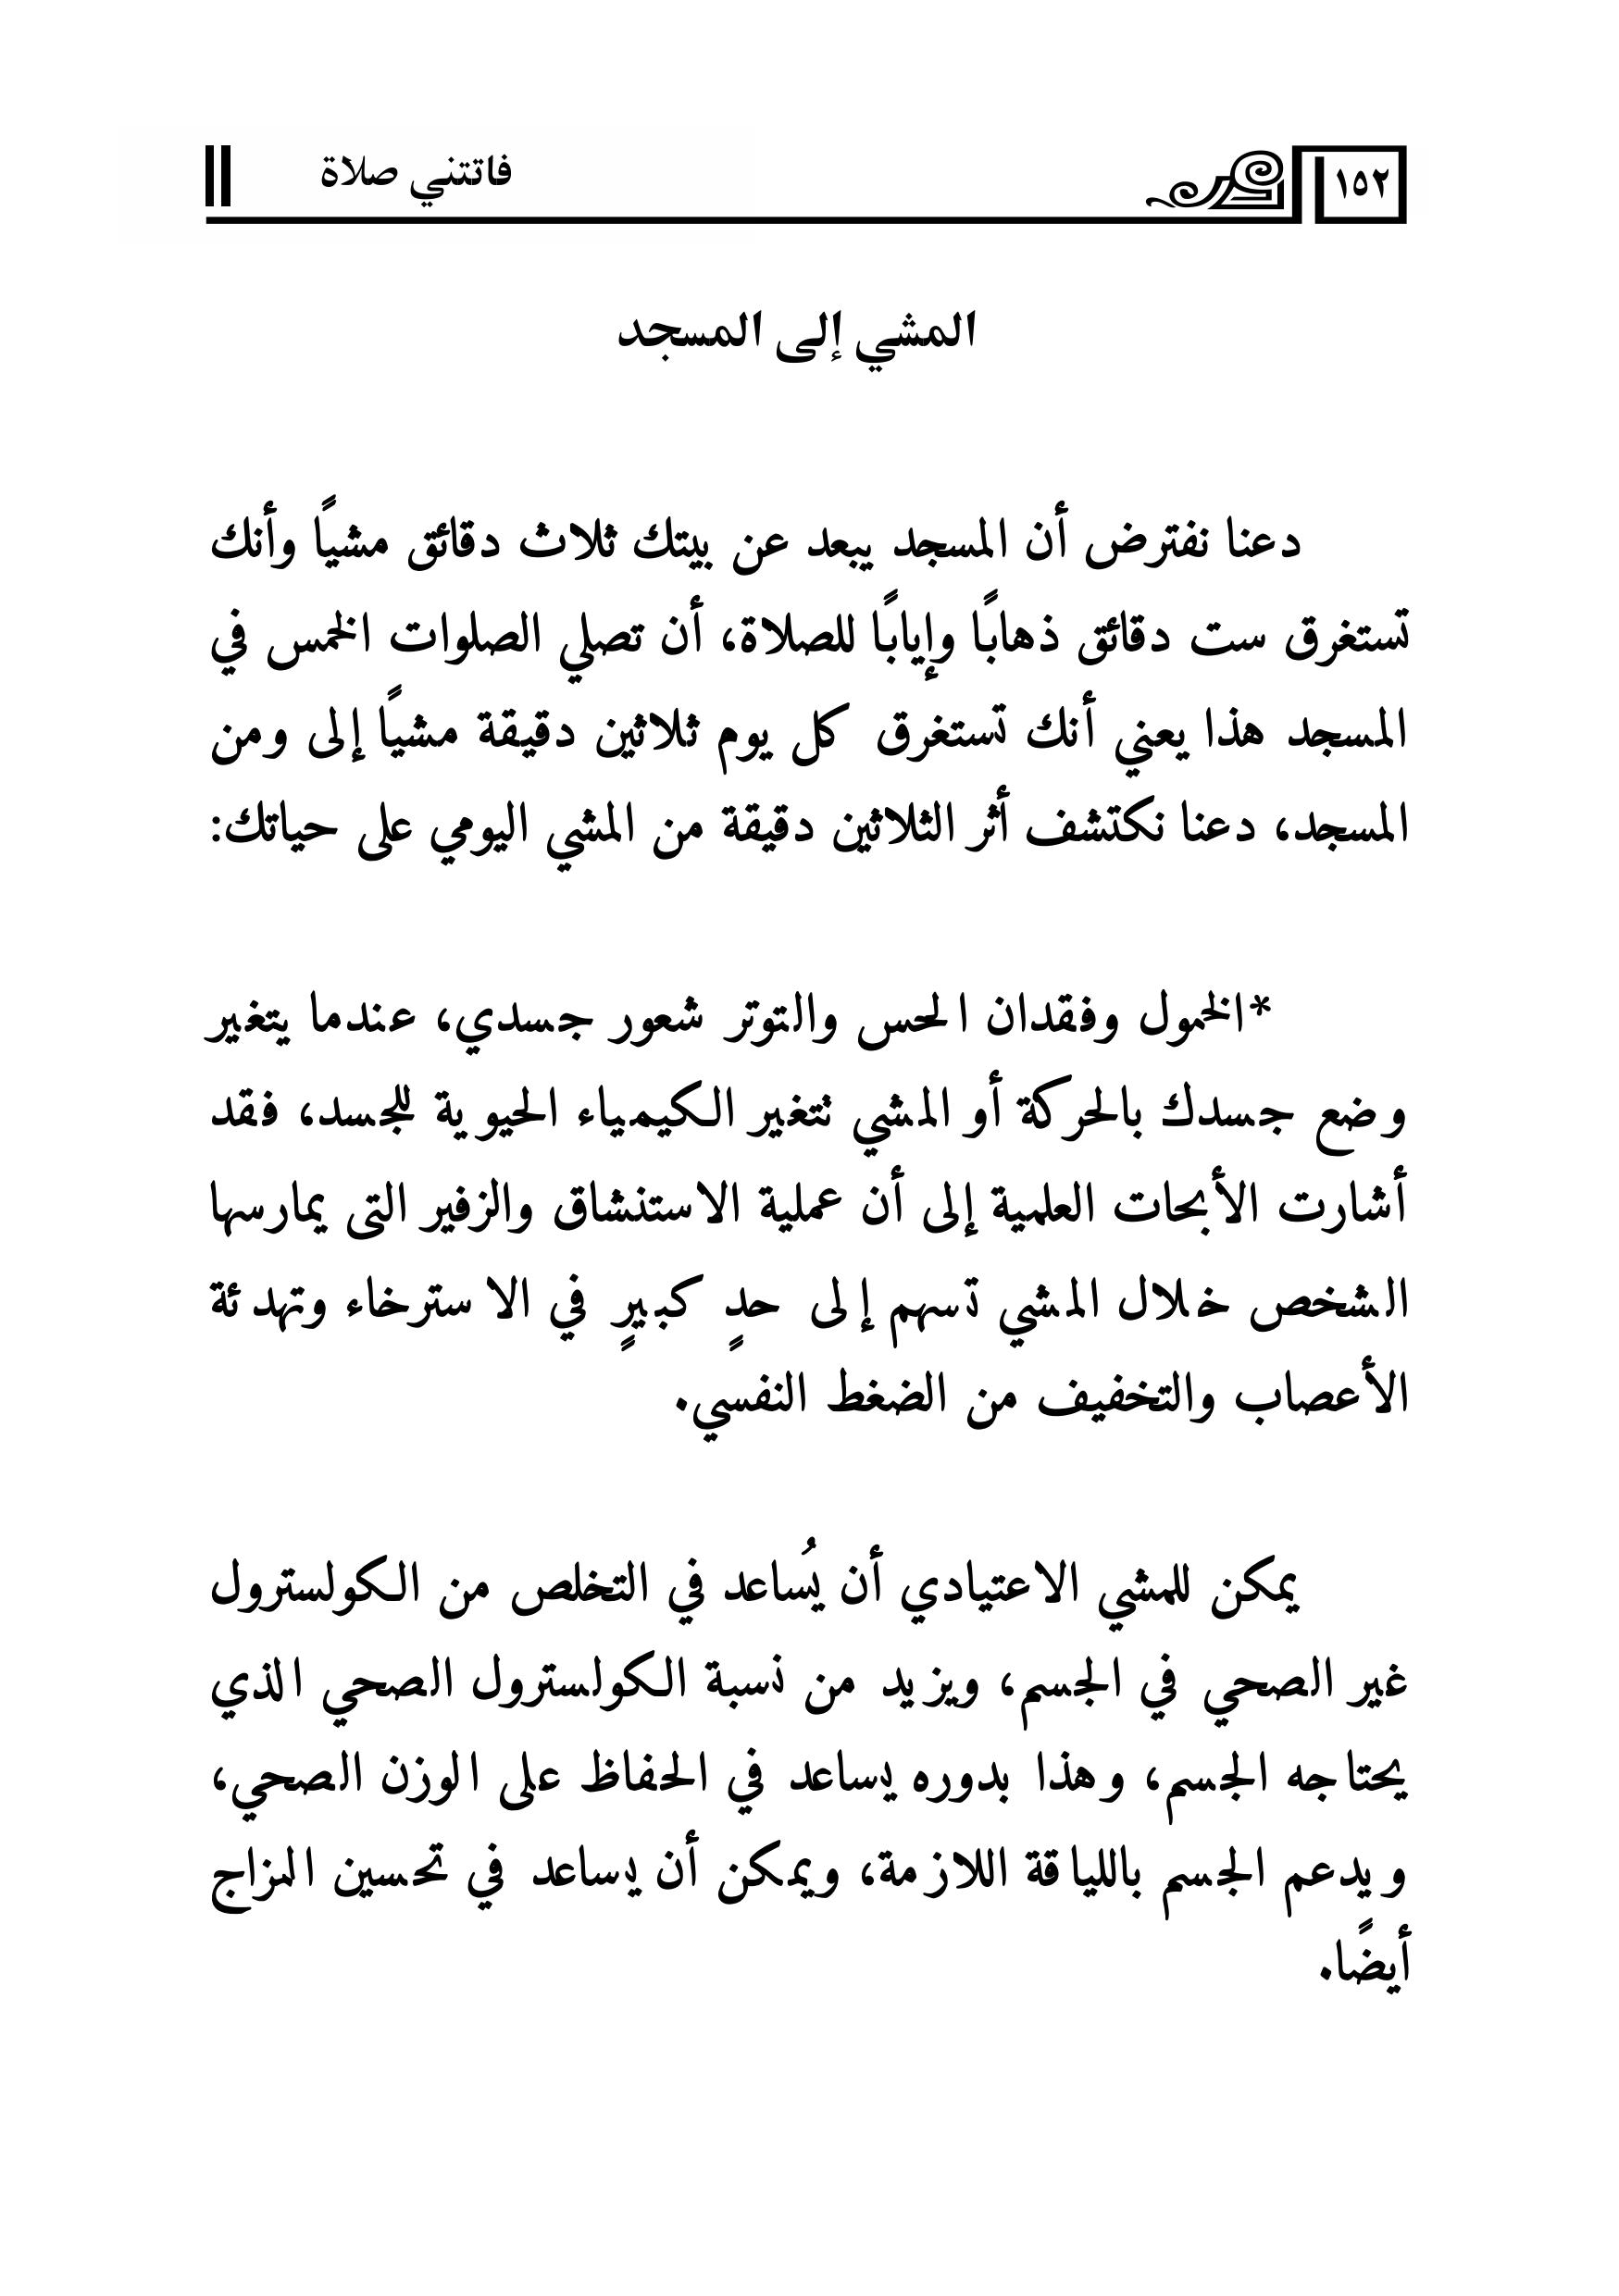 ١٥٢
فاتتني صلاة
المشي إلى المسجد
دعنا نفترض أن المسجد يبعد عن بيتك ثلاث دقائق مشياً وأنك
تستغرق ست دقائق ذهابًا وإيابًا للصلاة، أن تصلي الصلوات الخمس في
المسجد هذا يعني أنك تستغرق كل يوم ثلاثين دقيقة مشيًا إلى ومن
المسجد، دعنا نكتشف أثر الثلاثين دقيقة من المشي اليومي على حياتك:
*الخمول وفقدان الحس والتوتر شعور جسدي، عندما يتغير
وضع جسدك بالحركة أو المشي نتغير الكيمياء الحيوية للجسد، فقد
أشارت الأبحاث العلمية إلى أن عملية الاستنشاق والزفير التى يمارسها
الشخص خلال المشي تسهم إلى حدٍ كبيرٍ في الاسترخاء وتهدئة
الأعصاب والتخفيف من الضغط النفسي.
يمكن للمشي الاعتيادي أن يُساعد في التخلص من الكولسترول
غير الصحي في الجسم، ويزيد من نسبة الكولسترول الصحي الذي
يحتاجه الجسم، وهذا بدوره يساعد في الحفاظ على الوزن الصحي،
ويدعم الجسم باللياقة اللازمة، ويمكن أن يساعد في تحسين المزاج
أيضًا.